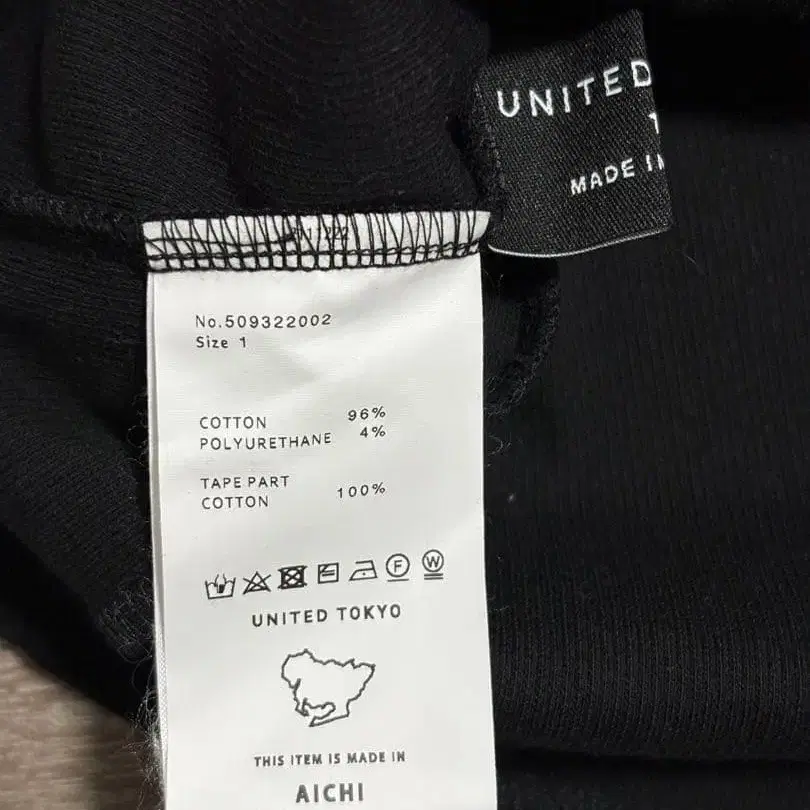 UNITED
MADE IN
No.509322002
Size 1
COTTON 96%
POLYURETHANE 4%
TAPE PART
COTTON 100%
F W
UNITED TOKYO
THIS ITEM IS MADE IN
AICHI